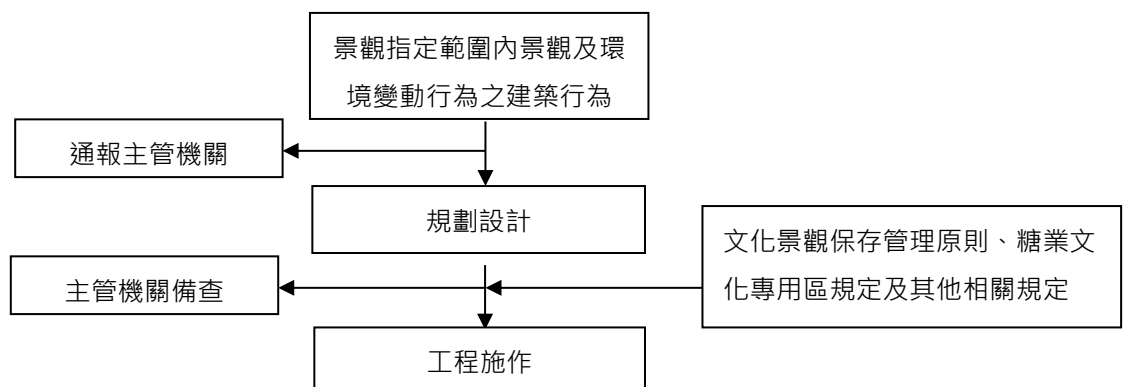 景觀指定範圍內景觀及環
境變動行為之建築行為
通報主管機關
規劃設計
文化景觀保存管理原則、糖業文
化專用區規定及其他相關規定
主管機關備查
工程施作